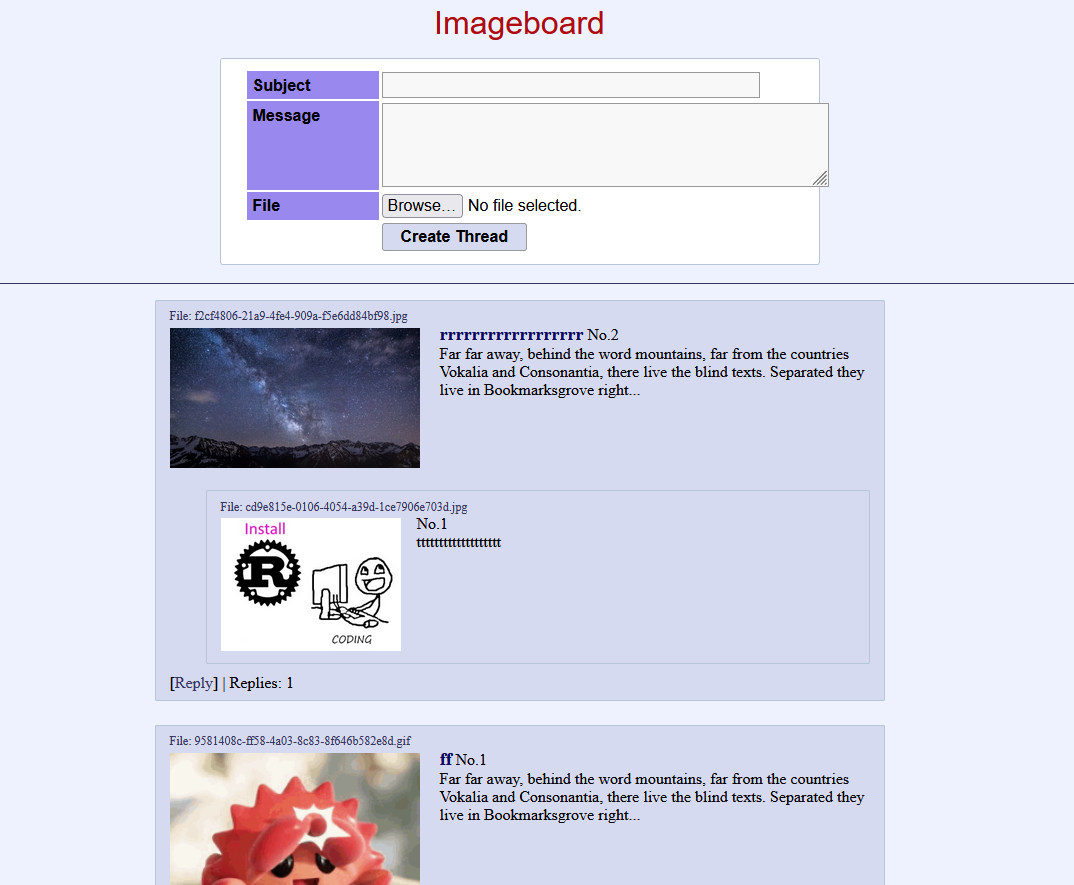 Imageboard
Subject
Message
File
Browse... No file selected.
Create Thread
File: f2cf4806-21a9-4fe4-909a-f5e6dd84bf98.jpg
rrrrrrrrrrrrrrrrrr No.2
Far far away, behind the word mountains, far from the countries
Vokalia and Consonantia, there live the blind texts. Separated they
live in Bookmarksgrove right...
File: cd9e815e-0106-4054-a39d-1ce7906e703d.jpg
No.1
ttttttttttttttttttt
Install
R
CODING
[Reply] | Replies: 1
File: 9581408c-ff58-4a03-8c83-8f646b582e8d.gif
ff No.1
Far far away, behind the word mountains, far from the countries
Vokalia and Consonantia, there live the blind texts. Separated they
live in Bookmarksgrove right...